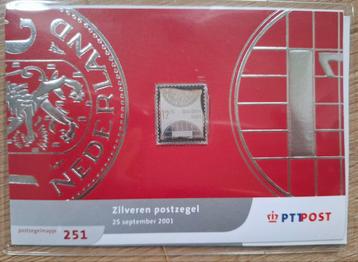 NEDERLAND
Zilveren postzegel
25 september 2001
postzegelmapje 251
PTT POST